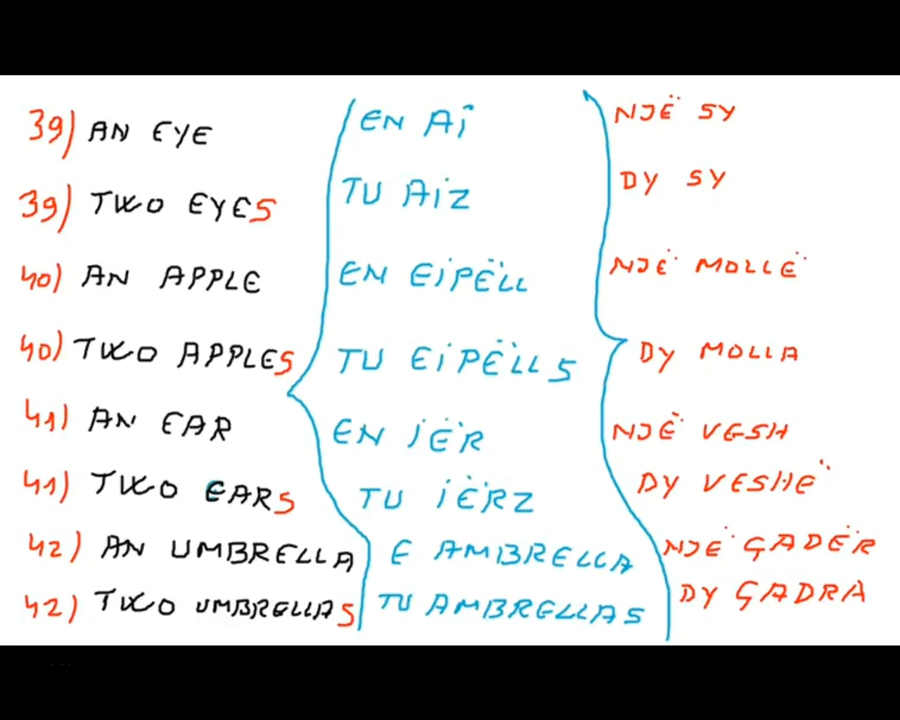 39) AN EYE EN AÎ NJË SY
39) TWO EYES TU AIZ DY SY
40) AN APPLE EN EIPËLL NJË MOLLË
40) TWO APPLES TU EIPËLLS DY MOLLA
41) AN EAR EN IËR NJË VESH
41) TWO EARS TU IËRZ DY VESHË
42) AN UMBRELLA E AMBRELLA NJË ÇADËR
42) TWO UMBRELLAS TU AMBRELLAS DY ÇADRA